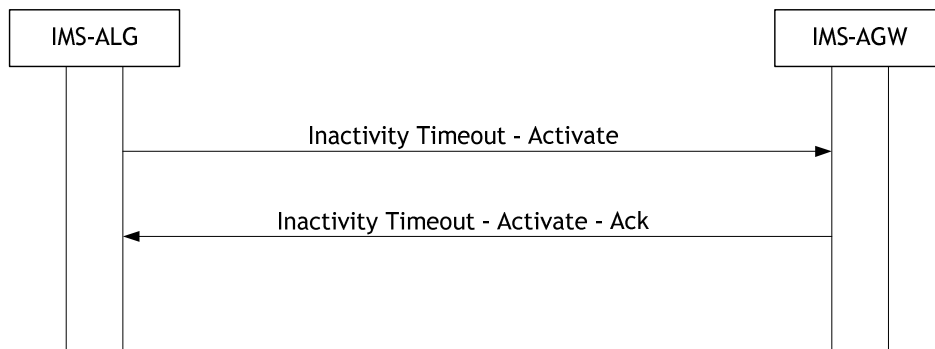 IMS-ALG
IMS-AGW
Inactivity Timeout - Activate
Inactivity Timeout - Activate - Ack